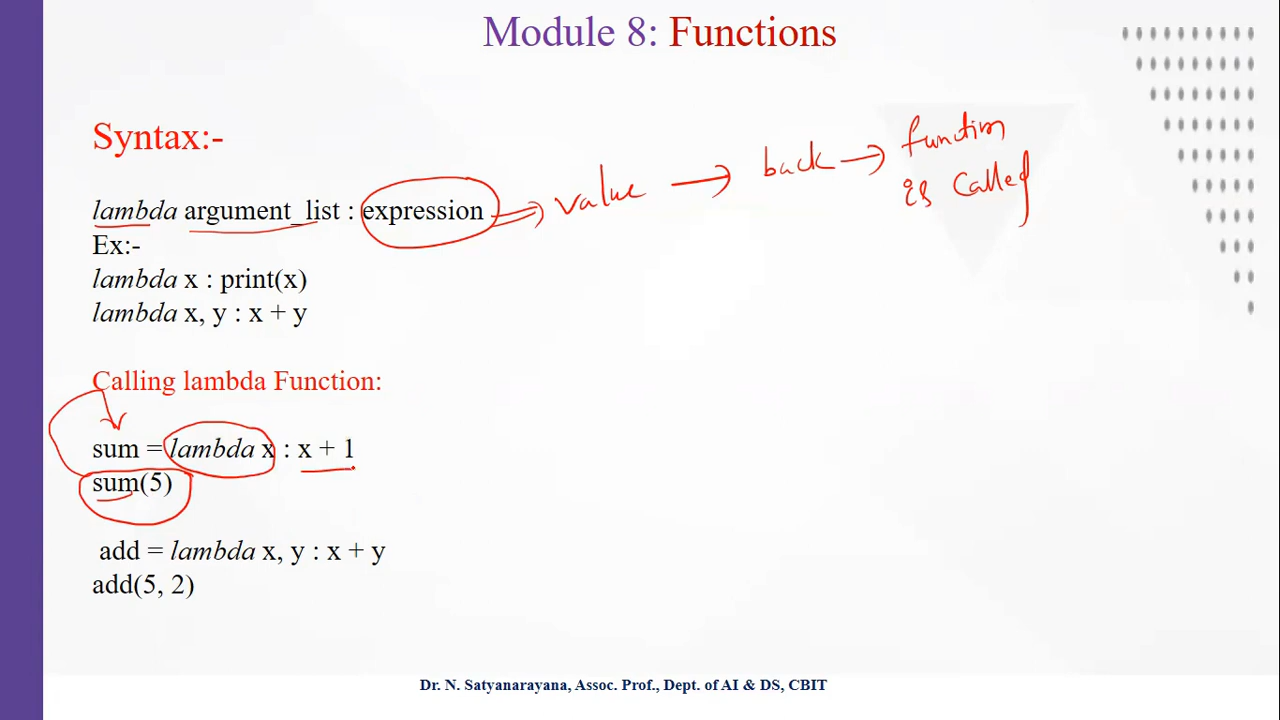 Module 8: Functions
Syntax:-
lambda argument_list : expression ⇒ value → back → function
is called
Ex:-
lambda x : print(x)
lambda x, y : x + y
Calling lambda Function:
sum = lambda x : x + 1
sum(5)
add = lambda x, y : x + y
add(5, 2)
Dr. N. Satyanarayana, Assoc. Prof., Dept. of AI & DS, CBIT